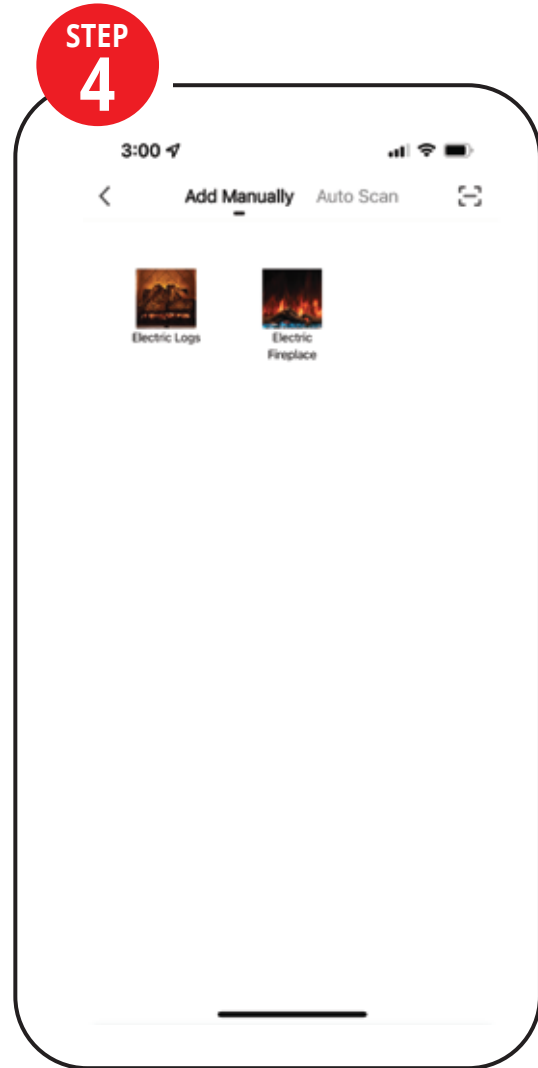 STEP
4
3:00
Add Manually Auto Scan
Electric Logs
Electric
Fireplace